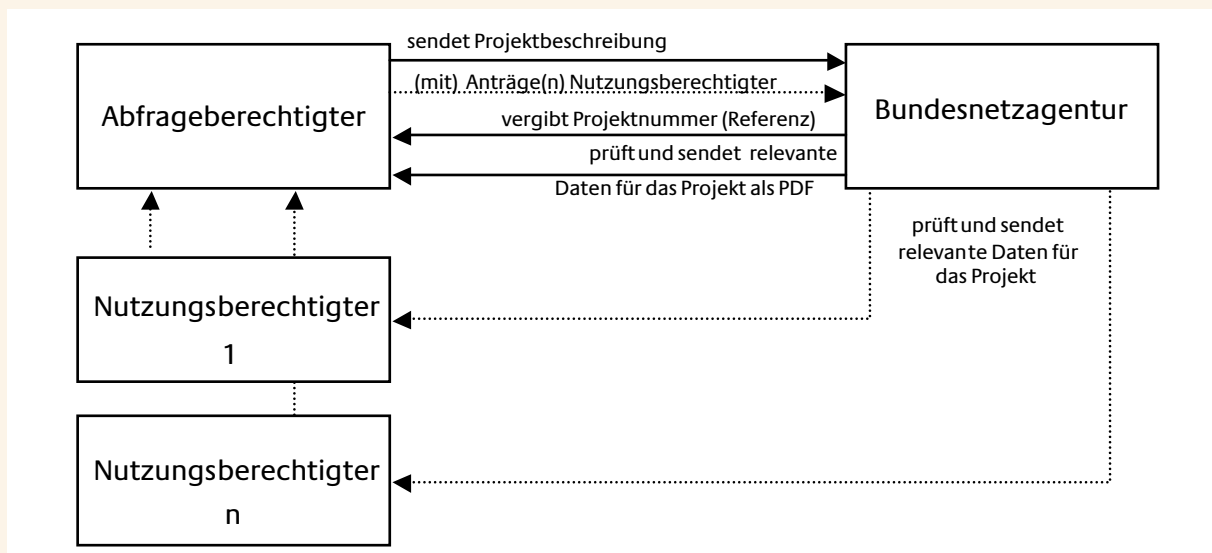 sendet Projektbeschreibung
(mit) Anträge(n) Nutzungsberechtigter
Abfrageberechtigter
Bundesnetzagentur
vergibt Projektnummer (Referenz)
prüft und sendet relevante
Daten für das Projekt als PDF
prüft und sendet
relevante Daten für
das Projekt
Nutzungsberechtigter
1
Nutzungsberechtigter
n